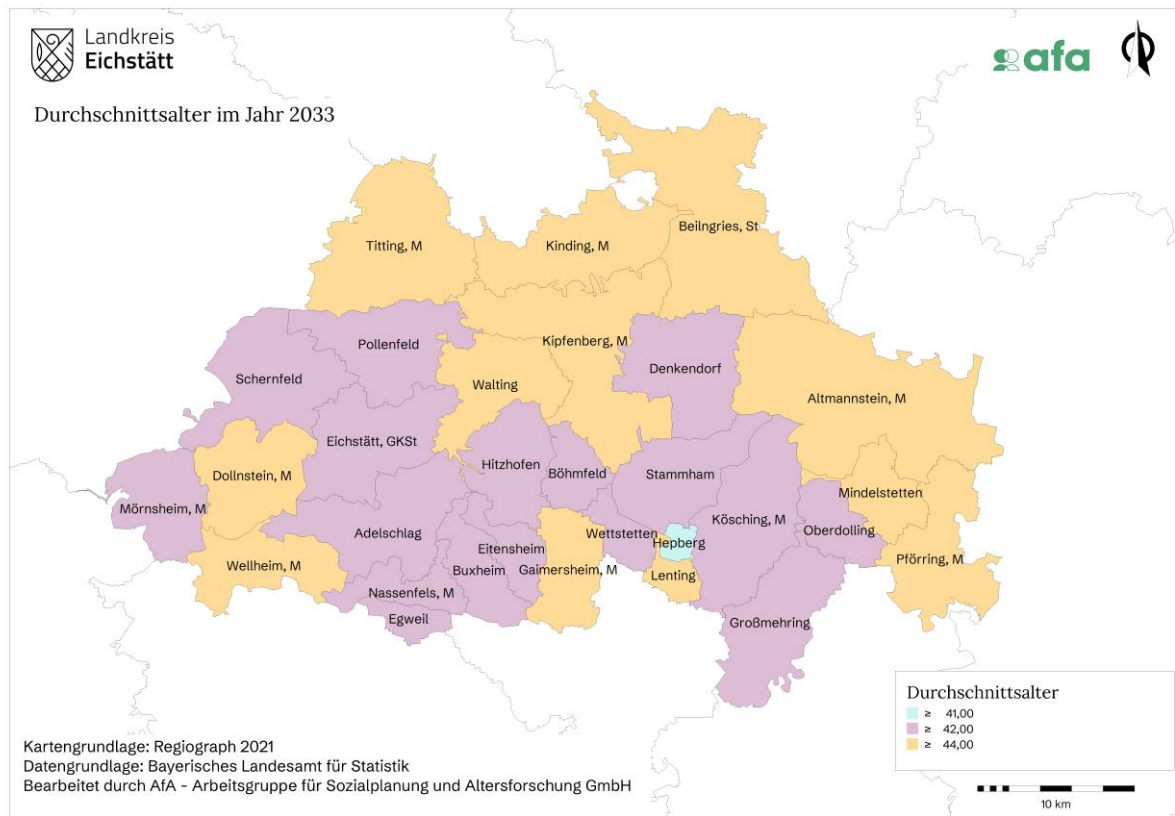 Landkreis
Eichstätt
afa
Durchschnittsalter im Jahr 2033
Titting, M
Kinding, M
Beilngries, St
Pollenfeld
Kipfenberg, M
Denkendorf
Schernfeld
Walting
Altmannstein, M
Eichstätt, GKSt
Hitzhofen
Böhmfeld
Stammham
Dollnstein, M
Mindelstetten
Mörnsheim, M
Kösching, M
Oberdolling
Adelschlag
Wettstetten
Hepberg
Eitensheim
Pförring, M
Wellheim, M
Buxheim
Gaimersheim, M
Lenting
Nassenfels, M
Egweil
Großmehring
Durchschnittsalter
≥ 41,00
≥ 42,00
≥ 44,00
Kartengrundlage: Regiograph 2021
Datengrundlage: Bayerisches Landesamt für Statistik
Bearbeitet durch AfA - Arbeitsgruppe für Sozialplanung und Altersforschung GmbH
10 km